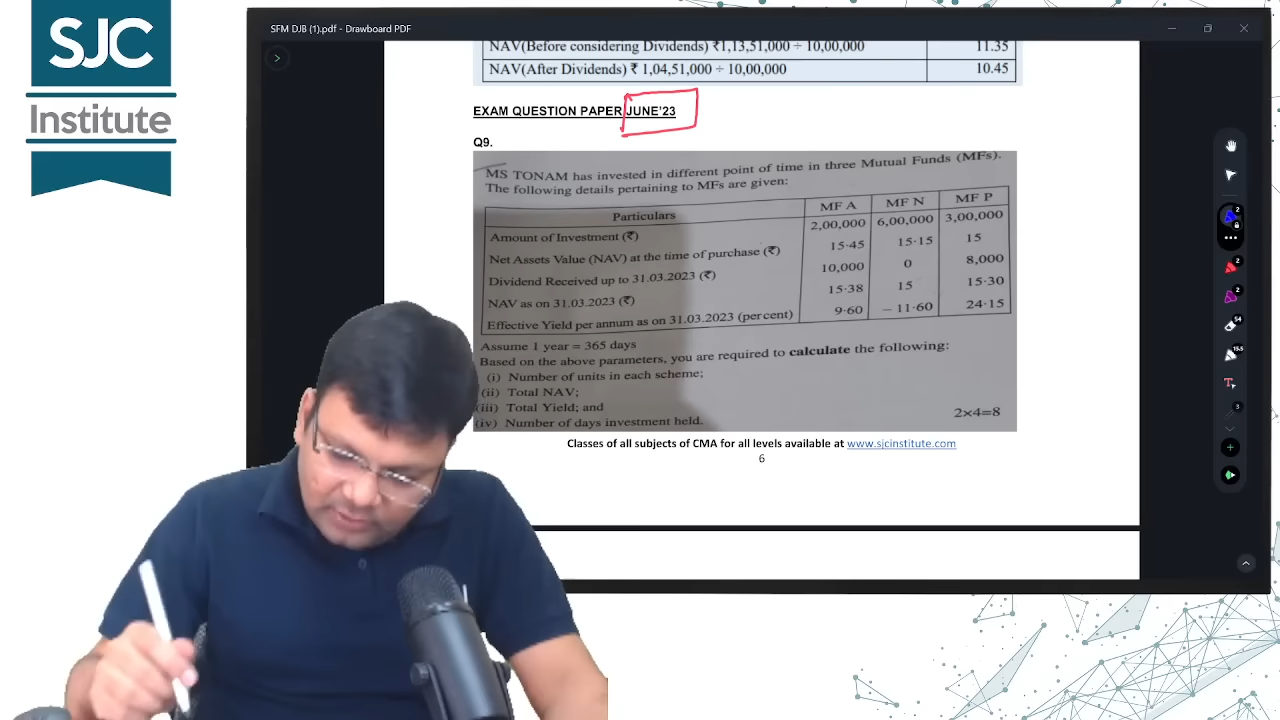 SJC
Institute
SFM DJB (1).pdf - Drawboard PDF
NAV(Before considering Dividends) ₹1,13,51,000 ÷ 10,00,000 11.35
NAV(After Dividends) ₹ 1,04,51,000 ÷ 10,00,000 10.45
EXAM QUESTION PAPER JUNE'23
Q9.
MS TONAM has invested in different point of time in three Mutual Funds (MFs).
The following details pertaining to MFs are given:
Particulars MF A MF N MF P
Amount of Investment (₹) 2,00,000 6,00,000 3,00,000
Net Assets Value (NAV) at the time of purchase (₹) 15·45 15·15 15
Dividend Received up to 31.03.2023 (₹) 10,000 0 8,000
NAV as on 31.03.2023 (₹) 15·38 15 15·30
Effective Yield per annum as on 31.03.2023 (per cent) 9·60 – 11·60 24·15
Assume 1 year = 365 days
Based on the above parameters, you are required to calculate the following:
(i) Number of units in each scheme;
(ii) Total NAV;
(iii) Total Yield; and
(iv) Number of days investment held.
2×4=8
Classes of all subjects of CMA for all levels available at www.sjcinstitute.com
6
2
2
2
54
15.5
T
3